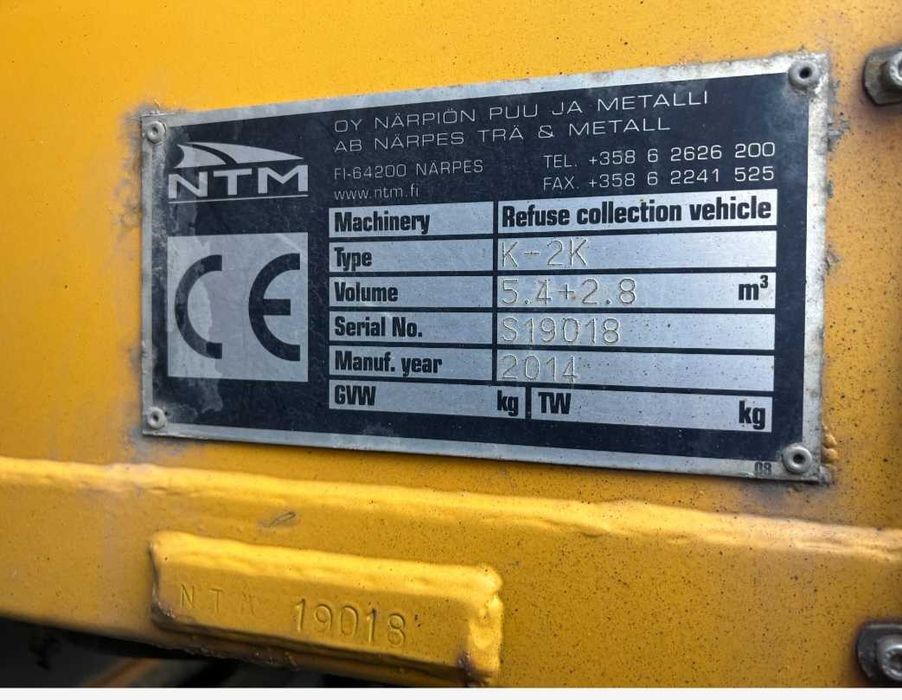 NTM
OY NÄRPIÖN PUU JA METALLI
AB NÄRPES TRÄ & METALL
FI-64200 NÄRPES TEL. +358 6 2626 200
www.ntm.fi FAX. +358 6 2241 525
CE
Machinery Refuse collection vehicle
Type K-2K
Volume 5.4+2.8 m³
Serial No. S19018
Manuf. year 2014
GVW kg TW kg
08
19018